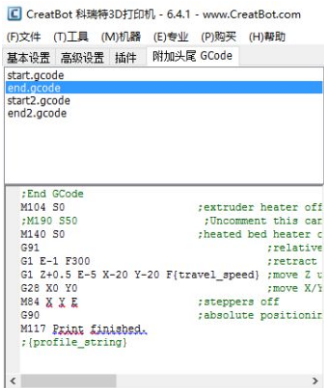 CreatBot 科瑞特3D打印机 - 6.4.1 - www.CreatBot.com
(F)文件 (T)工具 (M)机器 (E)专业 (P)购买 (H)帮助
基本设置 高级设置 插件 附加头尾 GCode
start.gcode
end.gcode
start2.gcode
end2.gcode
;End GCode
M104 S0 ;extruder heater off
;M190 S50 ;Uncomment this can
M140 S0 ;heated bed heater o
G91 ;relative
G1 E-1 F300 ;retract
G1 Z+0.5 E-5 X-20 Y-20 F{travel_speed} ;move Z u
G28 X0 Y0 ;move X/Y
M84 X Y E ;steppers off
G90 ;absolute positionin
M117 Print finished.
;{profile_string}